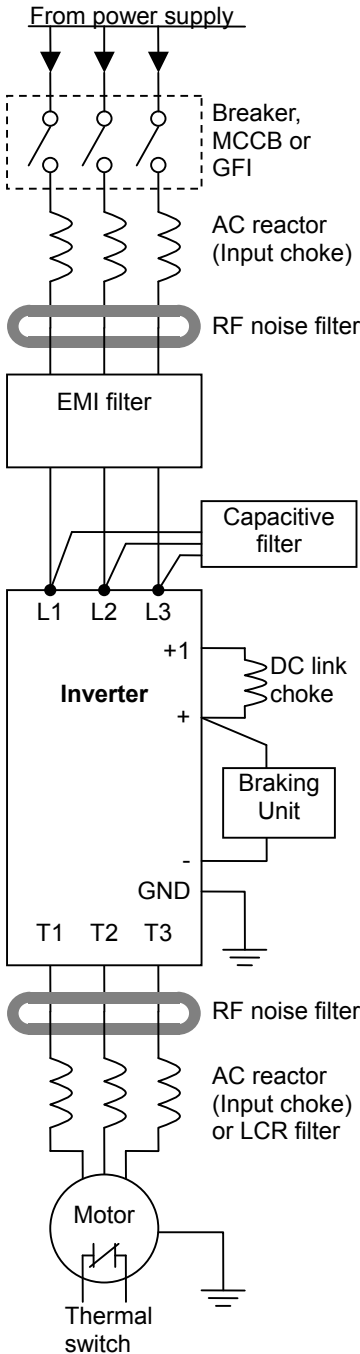 From power supply
Breaker,
MCCB or
GFI
AC reactor
(Input choke)
RF noise filter
EMI filter
Capacitive
filter
L1 L2 L3
+1
DC link
choke
Inverter
+
Braking
Unit
-
GND
T1 T2 T3
RF noise filter
AC reactor
(Input choke)
or LCR filter
Motor
Thermal
switch